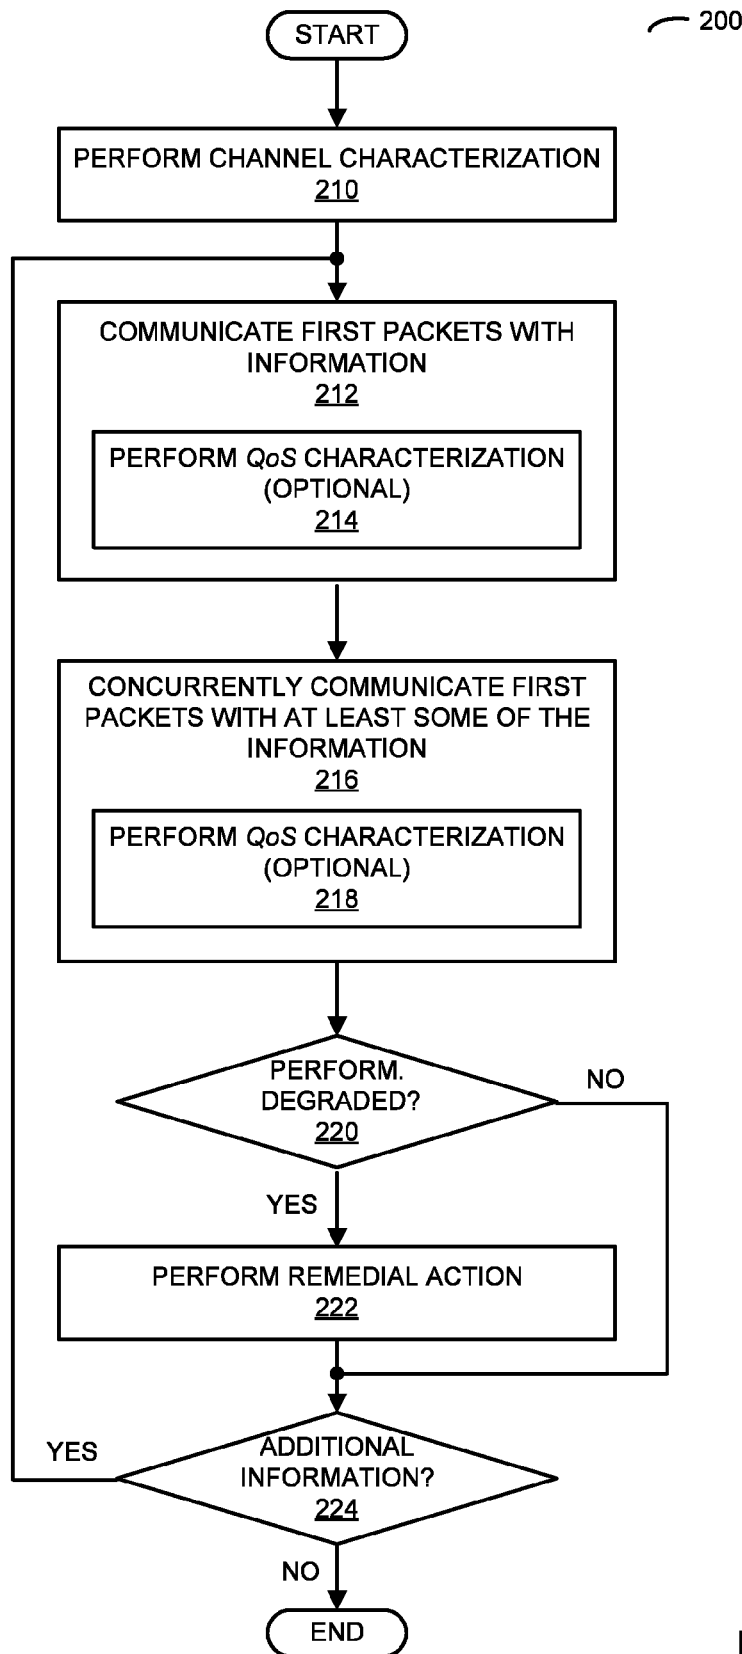 START
200
PERFORM CHANNEL CHARACTERIZATION
210
COMMUNICATE FIRST PACKETS WITH
INFORMATION
212
PERFORM QoS CHARACTERIZATION
(OPTIONAL)
214
CONCURRENTLY COMMUNICATE FIRST
PACKETS WITH AT LEAST SOME OF THE
INFORMATION
216
PERFORM QoS CHARACTERIZATION
(OPTIONAL)
218
PERFORM.
DEGRADED?
220
NO
YES
PERFORM REMEDIAL ACTION
222
YES
ADDITIONAL
INFORMATION?
224
NO
END